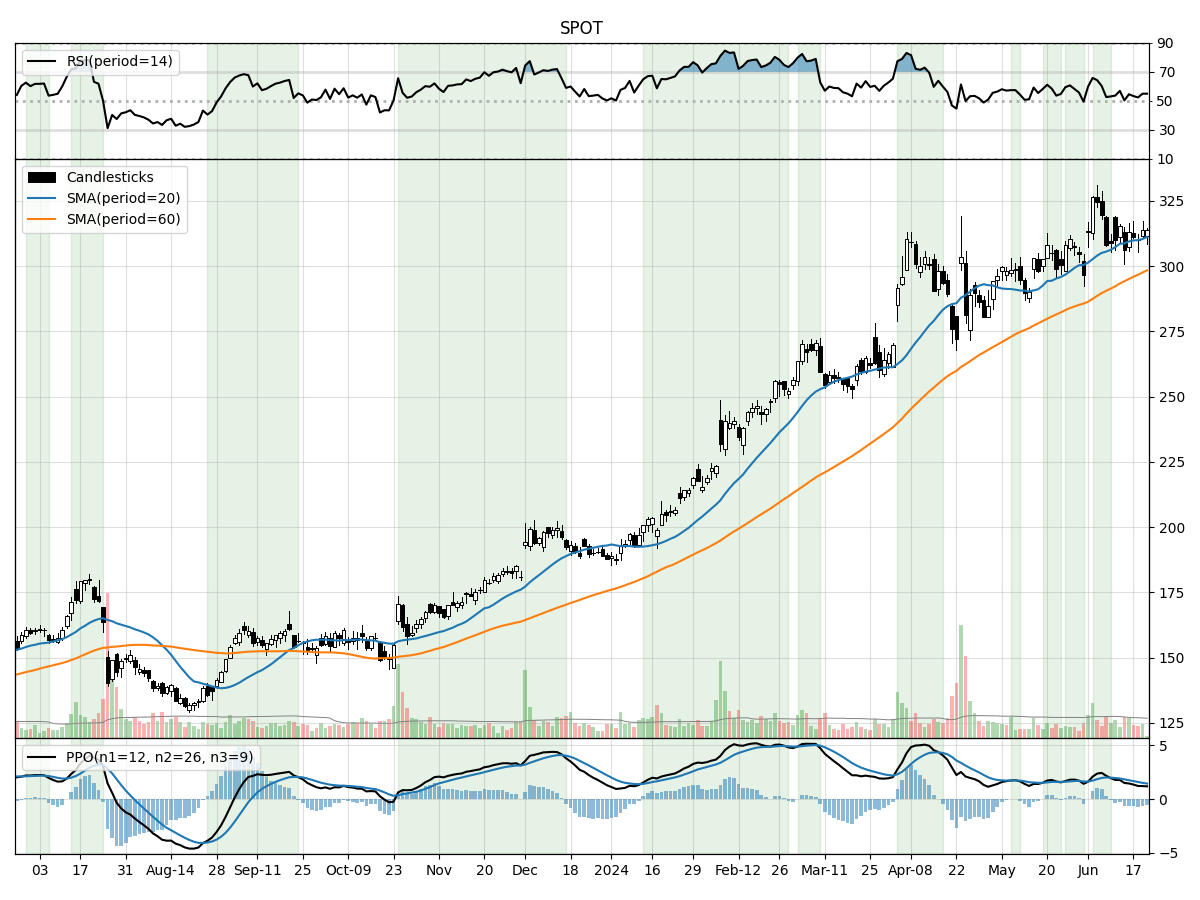 SPOT
RSI(period=14)
90
70
50
30
10
Candlesticks
SMA(period=20)
SMA(period=60)
325
300
275
250
225
200
175
150
125
PPO(n1=12, n2=26, n3=9)
5
0
−5
03 17 31 Aug-14 28 Sep-11 25 Oct-09 23 Nov 20 Dec 18 2024 16 29 Feb-12 26 Mar-11 25 Apr-08 22 May 20 Jun 17